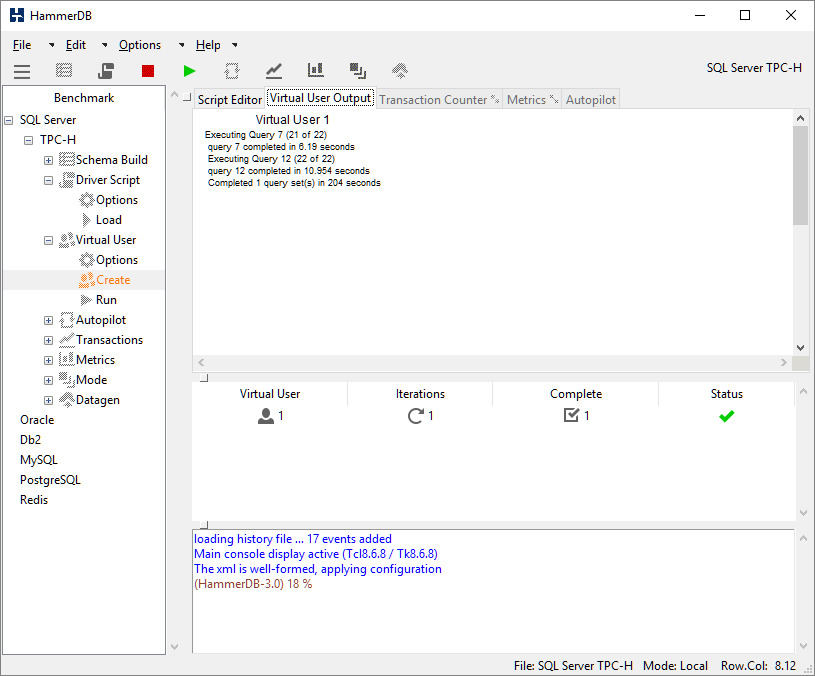 HammerDB
File Edit Options Help
SQL Server TPC-H
Benchmark
SQL Server
TPC-H
Schema Build
Driver Script
Options
Load
Virtual User
Options
Create
Run
Autopilot
Transactions
Metrics
Mode
Datagen
Oracle
Db2
MySQL
PostgreSQL
Redis
Script Editor Virtual User Output Transaction Counter Metrics Autopilot
Virtual User 1
Executing Query 7 (21 of 22)
query 7 completed in 6.19 seconds
Executing Query 12 (22 of 22)
query 12 completed in 10.954 seconds
Completed 1 query set(s) in 204 seconds
Virtual User Iterations Complete Status
1 1 1
loading history file ... 17 events added
Main console display active (Tcl8.6.8 / Tk8.6.8)
The xml is well-formed, applying configuration
(HammerDB-3.0) 18 %
File: SQL Server TPC-H Mode: Local Row.Col: 8.12